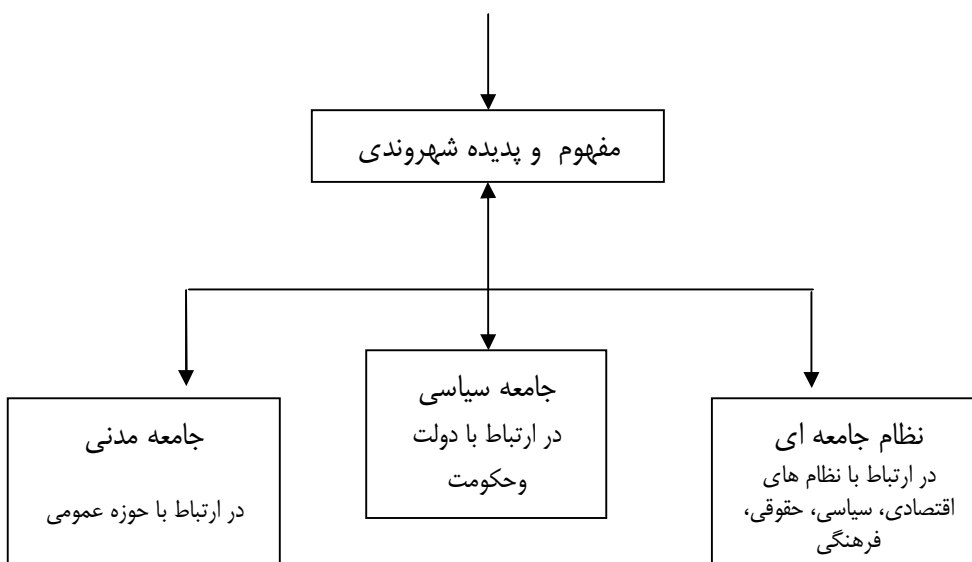 مفهوم و پدیده شهروندی
نظام جامعه ای
در ارتباط با نظام های
اقتصادی، سیاسی، حقوقی،
فرهنگی
جامعه سیاسی
در ارتباط با دولت
وحکومت
جامعه مدنی
در ارتباط با حوزه عمومی